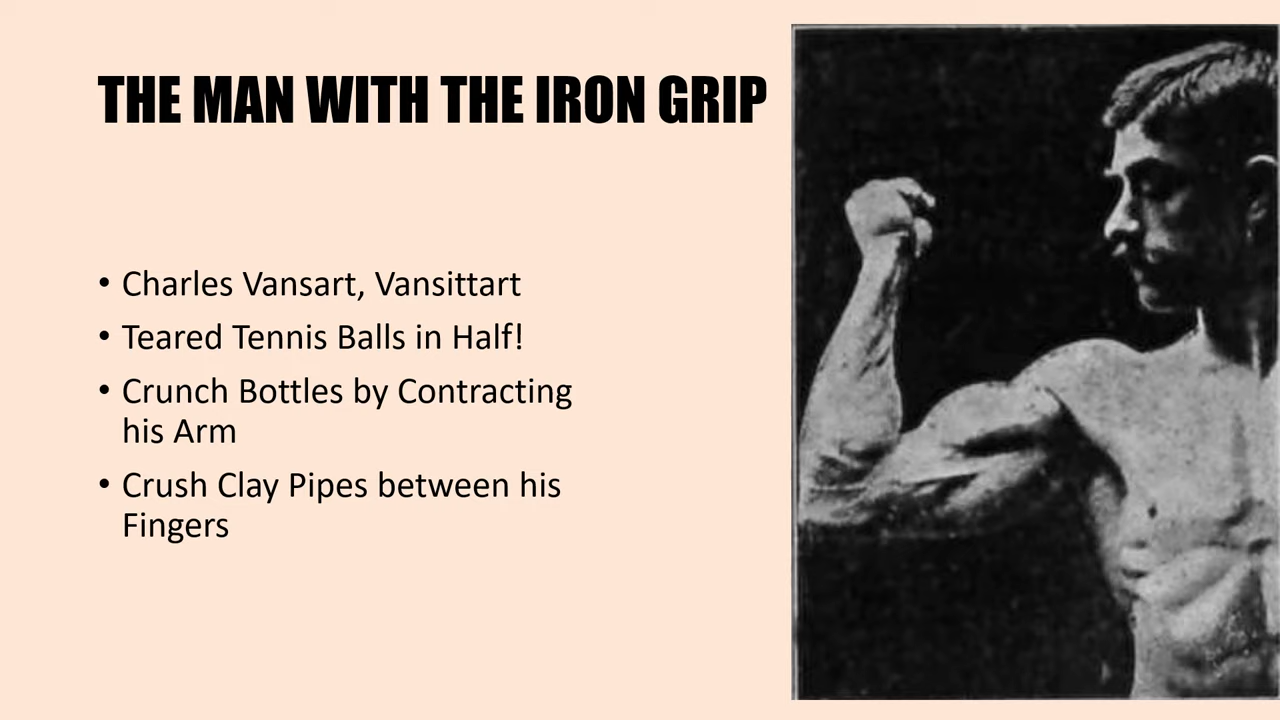 THE MAN WITH THE IRON GRIP
• Charles Vansart, Vansittart
• Teared Tennis Balls in Half!
• Crunch Bottles by Contracting
his Arm
• Crush Clay Pipes between his
Fingers